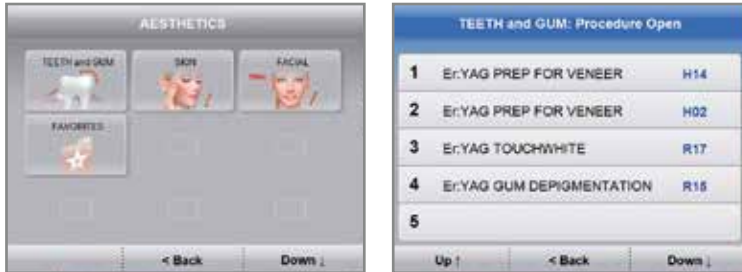 AESTHETICS
TEETH and GUM
SKIN
FACIAL
FAVORITES
< Back
Down ↓
TEETH and GUM: Procedure Open
1 Er:YAG PREP FOR VENEER H14
2 Er:YAG PREP FOR VENEER H02
3 Er:YAG TOUCHWHITE R17
4 Er:YAG GUM DEPIGMENTATION R15
5
Up ↑
< Back
Down ↓